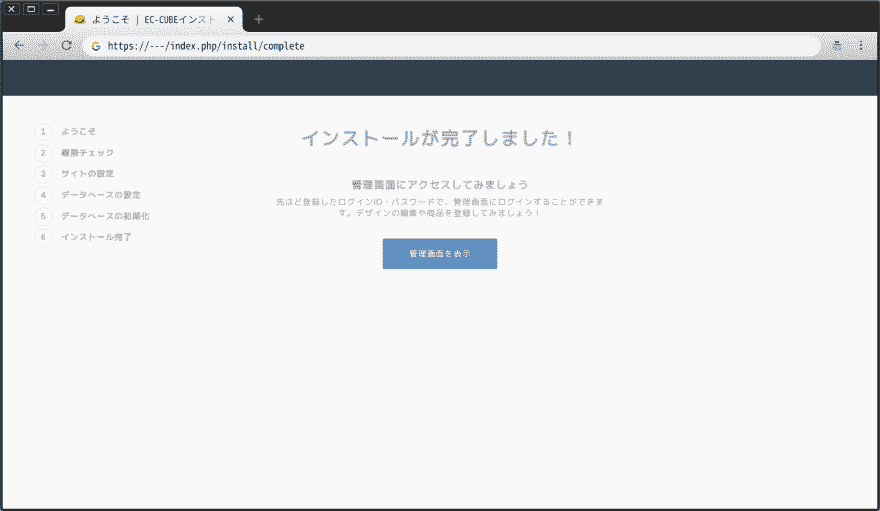 ようこそ | EC-CUBEインスト
https://---/index.php/install/complete
1 ようこそ
2 権限チェック
3 サイトの設定
4 データベースの設定
5 データベースの初期化
6 インストール完了
インストールが完了しました!
管理画面にアクセスしてみましょう
先ほど登録したログインID・パスワードで、管理画面にログインすることができま
す。デザインの編集や商品を登録してみましょう!
管理画面を表示